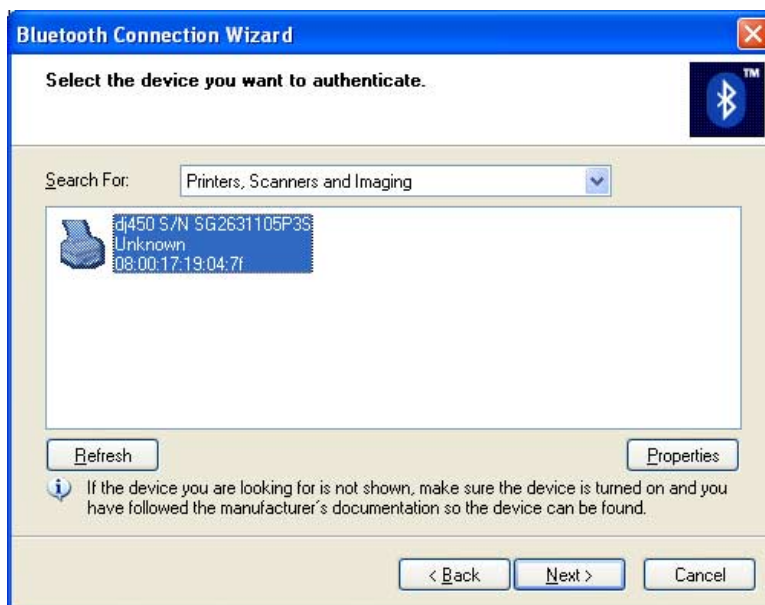 Bluetooth Connection Wizard
Select the device you want to authenticate.
TM
Search For: Printers, Scanners and Imaging
dj450 S/N SG2631105P3S
Unknown
08:00:17:19:04:7f
Refresh Properties
If the device you are looking for is not shown, make sure the device is turned on and you
have followed the manufacturer's documentation so the device can be found.
< Back Next > Cancel